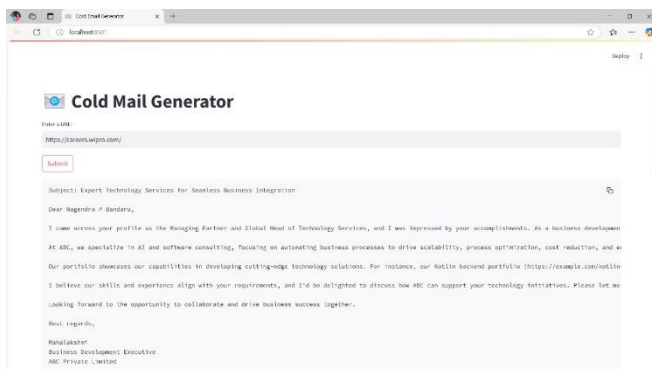 Cold Email Generator
localhost:8501
Deploy
Cold Mail Generator
Enter a URL:
https://careers.wipro.com/
Submit
Subject: Expert Technology Services for Seamless Business Integration
Dear Nagendra P Bandaru,
I came across your profile as the Managing Partner and Global Head of Technology Services, and I was impressed by your accomplishments. As a business developmen
At ABC, we specialize in AI and software consulting, focusing on automating business processes to drive scalability, process optimization, cost reduction, and
Our portfolio showcases our capabilities in developing cutting-edge technology solutions. For instance, our Kotlin backend portfolio (https://example.com/kotlin
I believe our skills and experience align with your requirements, and I'd be delighted to discuss how ABC can support your technology initiatives. Please let me
Looking forward to the opportunity to collaborate and drive business success together.
Best regards,
Mahalakshmi
Business Development Executive
ABC Private Limited